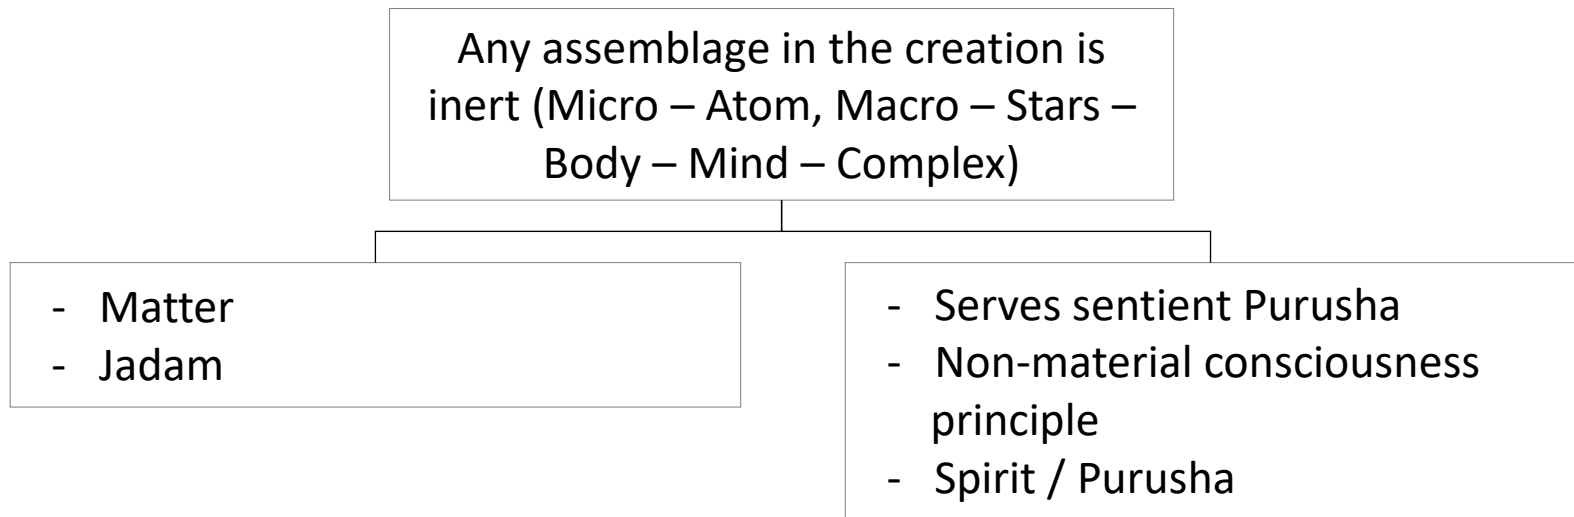 Any assemblage in the creation is
inert (Micro – Atom, Macro – Stars –
Body – Mind – Complex)
- Matter
- Jadam
- Serves sentient Purusha
- Non-material consciousness
principle
- Spirit / Purusha